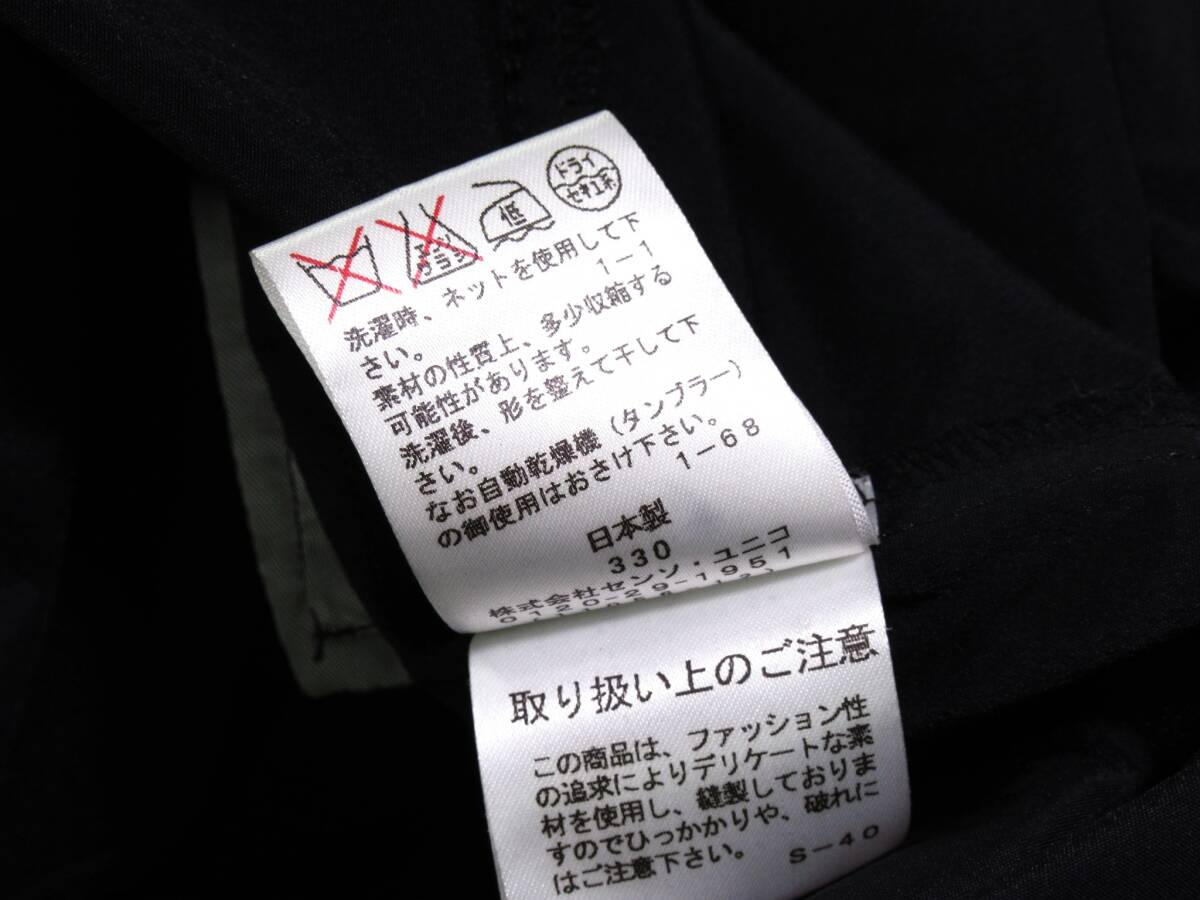 エンソ
サラシ
低
ドライ
セキユ系
洗濯時、ネットを使用して下
さい。 1-1
素材の性質上、多少収縮する
可能性があります。
洗濯後、形を整えて干して下
さい。
なお自動乾燥機（タンブラー）
の御使用はおさけ下さい。
1-68
日本製
330
株式会社センソ・ユニコ
0120-29-1951
取り扱い上のご注意
この商品は、ファッション性
の追求によりデリケートな素
材を使用し、縫製しておりま
すのでひっかかりや、破れに
はご注意下さい。 S-40